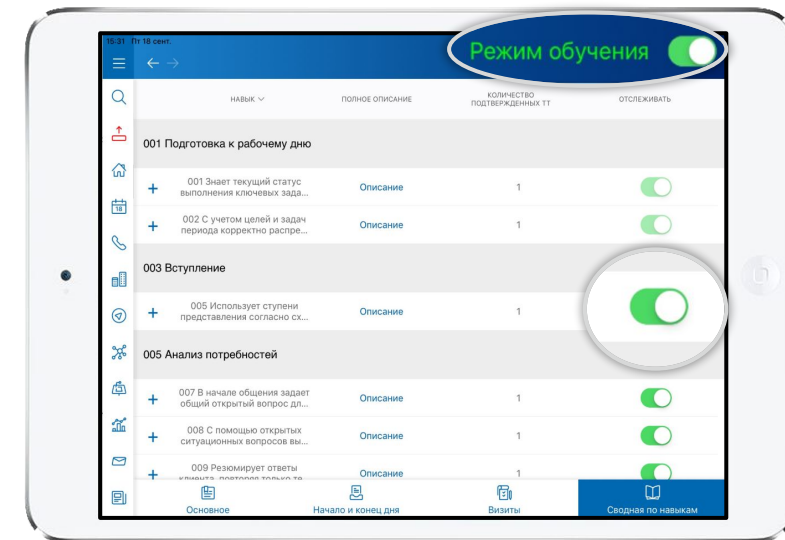 15:31 Пт 18 сент.
Режим обучения
НАВЫК
ПОЛНОЕ ОПИСАНИЕ
КОЛИЧЕСТВО
ПОДТВЕРЖДЕННЫХ ТТ
ОТСЛЕЖИВАТЬ
001 Подготовка к рабочему дню
001 Знает текущий статус
выполнения ключевых зада...
Описание
1
002 С учетом целей и задач
периода корректно распре...
Описание
1
18
003 Вступление
005 Использует ступени
представления согласно сх...
Описание
1
005 Анализ потребностей
007 В начале общения задает
общий открытый вопрос дл...
Описание
1
008 С помощью открытых
ситуационных вопросов вы...
Описание
1
009 Резюмирует ответы
клиента, повторяя только те
Описание
1
Основное
Начало и конец дня
Визиты
Сводная по навыкам